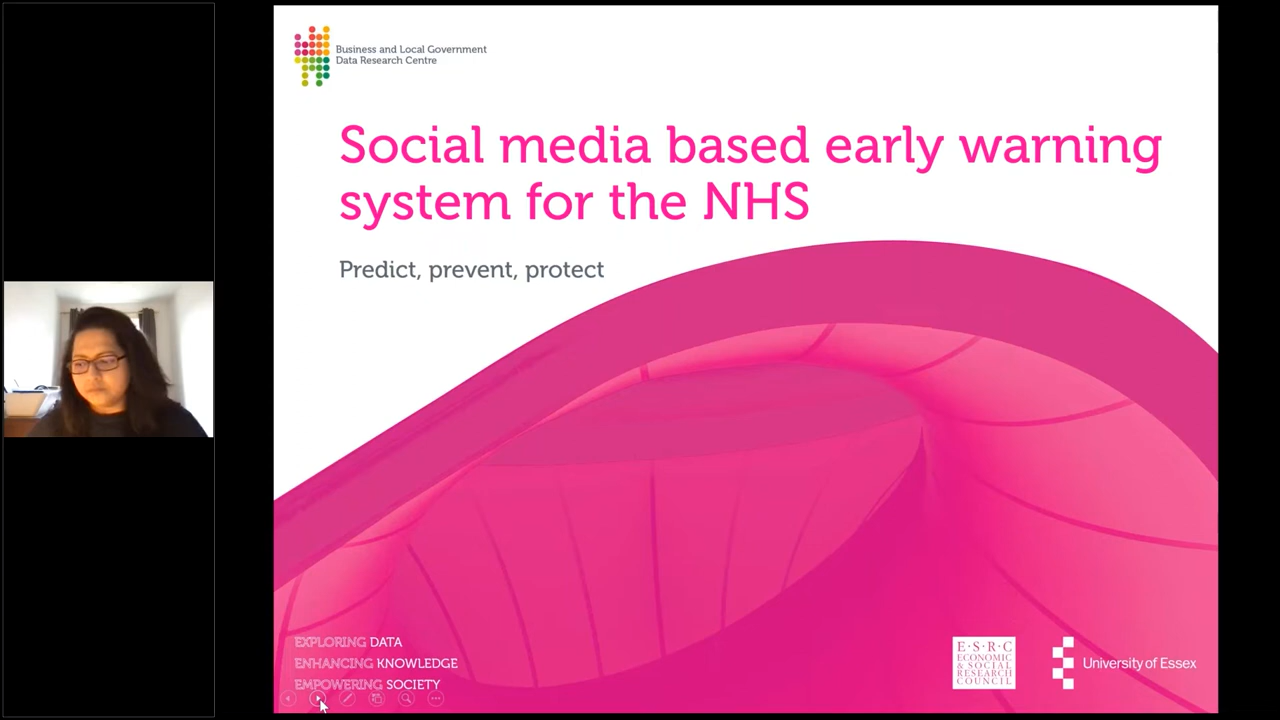 Business and Local Government
Data Research Centre
Social media based early warning
system for the NHS
Predict, prevent, protect
EXPLORING DATA
ENHANCING KNOWLEDGE
EMPOWERING SOCIETY
E·S·R·C
ECONOMIC
& SOCIAL
RESEARCH
COUNCIL
University of Essex